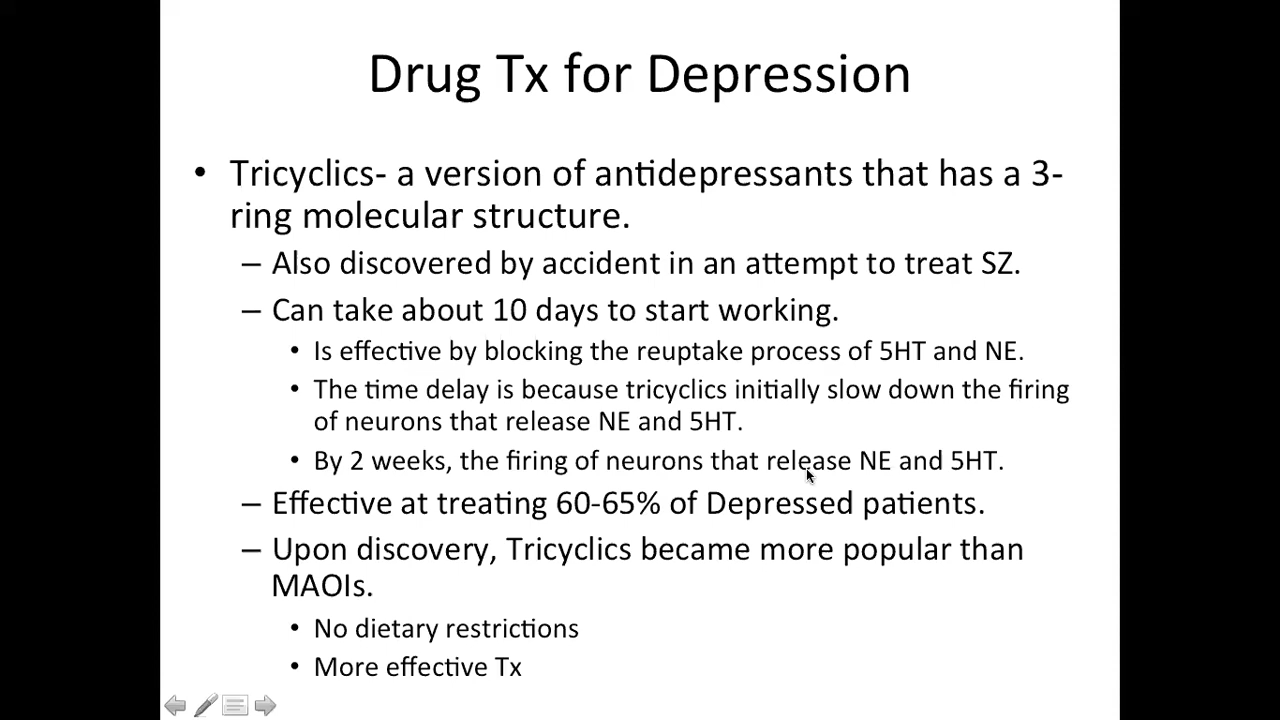 Drug Tx for Depression
• Tricyclics- a version of antidepressants that has a 3-
ring molecular structure.
– Also discovered by accident in an attempt to treat SZ.
– Can take about 10 days to start working.
• Is effective by blocking the reuptake process of 5HT and NE.
• The time delay is because tricyclics initially slow down the firing
of neurons that release NE and 5HT.
• By 2 weeks, the firing of neurons that release NE and 5HT.
– Effective at treating 60-65% of Depressed patients.
– Upon discovery, Tricyclics became more popular than
MAOIs.
• No dietary restrictions
• More effective Tx